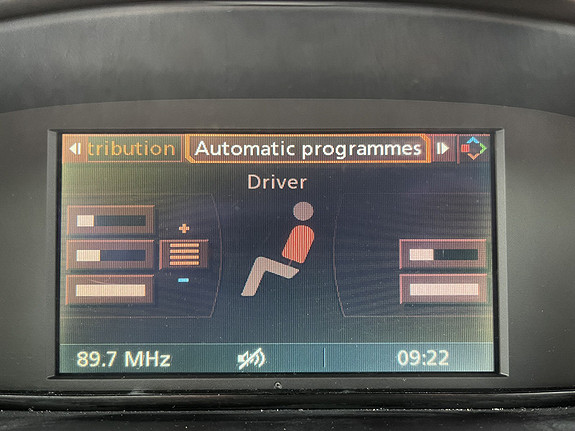 tribution Automatic programmes
Driver
+
-
89.7 MHz 09:22